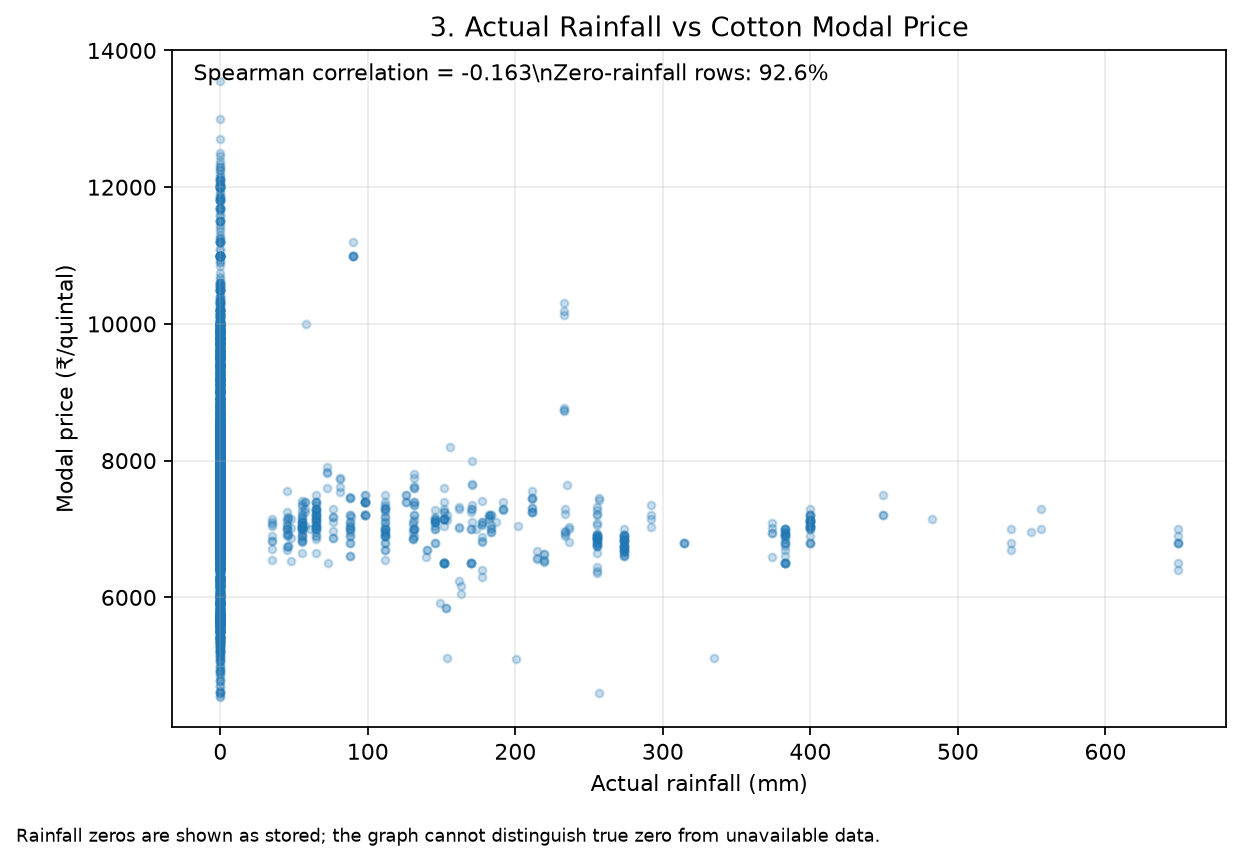 3. Actual Rainfall vs Cotton Modal Price
Spearman correlation = -0.163\nZero-rainfall rows: 92.6%
14000
12000
10000
8000
6000
Modal price (₹/quintal)
0 100 200 300 400 500 600
Actual rainfall (mm)
Rainfall zeros are shown as stored; the graph cannot distinguish true zero from unavailable data.